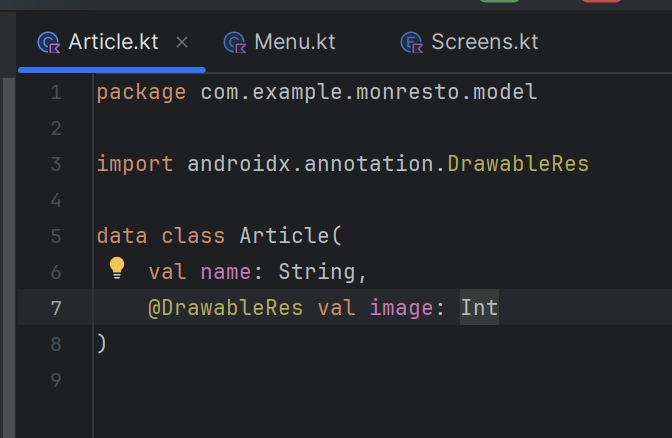 Article.kt Menu.kt Screens.kt
1 package com.example.monresto.model
2
3 import androidx.annotation.DrawableRes
4
5 data class Article(
6 val name: String,
7 @DrawableRes val image: Int
8 )
9